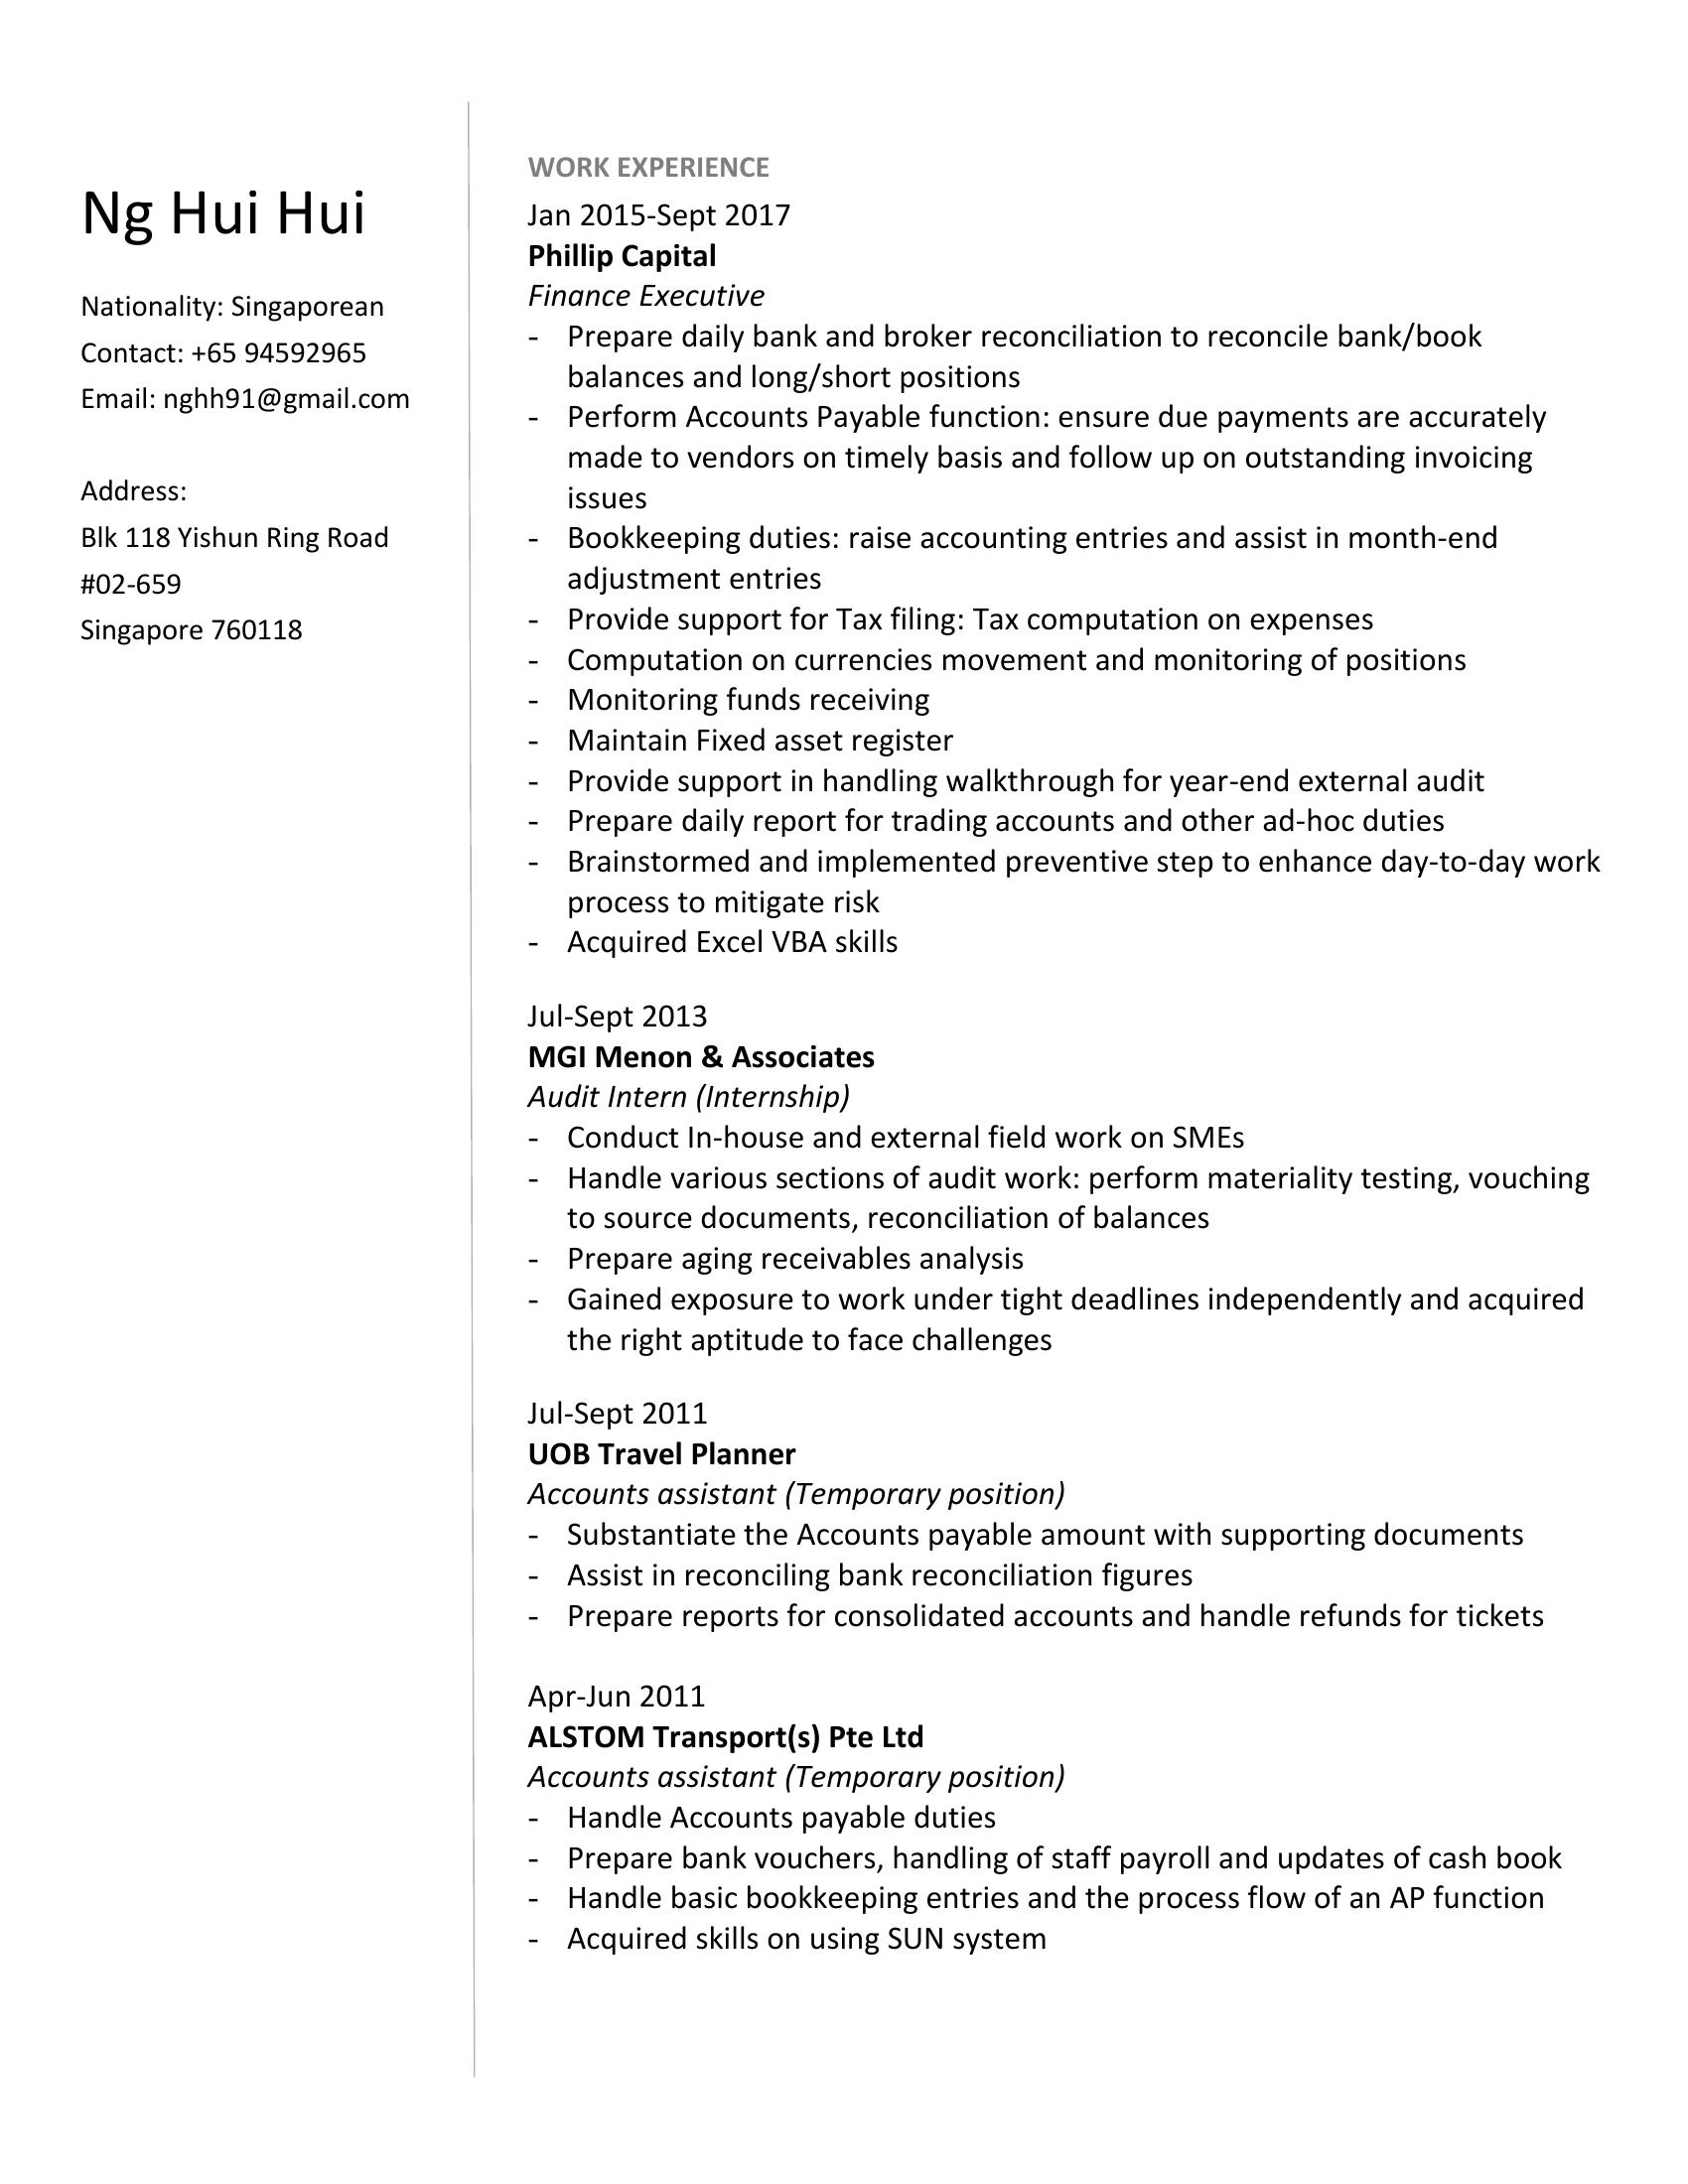 Ng Hui Hui
Nationality: Singaporean
Contact: +65 94592965
Email: nghh91@gmail.com
Address:
Blk 118 Yishun Ring Road
#02-659
Singapore 760118
WORK EXPERIENCE
Jan 2015-Sept 2017
Phillip Capital
Finance Executive
- Prepare daily bank and broker reconciliation to reconcile bank/book
balances and long/short positions
- Perform Accounts Payable function: ensure due payments are accurately
made to vendors on timely basis and follow up on outstanding invoicing
issues
- Bookkeeping duties: raise accounting entries and assist in month-end
adjustment entries
- Provide support for Tax filing: Tax computation on expenses
- Computation on currencies movement and monitoring of positions
- Monitoring funds receiving
- Maintain Fixed asset register
- Provide support in handling walkthrough for year-end external audit
- Prepare daily report for trading accounts and other ad-hoc duties
- Brainstormed and implemented preventive step to enhance day-to-day work
process to mitigate risk
- Acquired Excel VBA skills
Jul-Sept 2013
MGI Menon & Associates
Audit Intern (Internship)
- Conduct In-house and external field work on SMEs
- Handle various sections of audit work: perform materiality testing, vouching
to source documents, reconciliation of balances
- Prepare aging receivables analysis
- Gained exposure to work under tight deadlines independently and acquired
the right aptitude to face challenges
Jul-Sept 2011
UOB Travel Planner
Accounts assistant (Temporary position)
- Substantiate the Accounts payable amount with supporting documents
- Assist in reconciling bank reconciliation figures
- Prepare reports for consolidated accounts and handle refunds for tickets
Apr-Jun 2011
ALSTOM Transport(s) Pte Ltd
Accounts assistant (Temporary position)
- Handle Accounts payable duties
- Prepare bank vouchers, handling of staff payroll and updates of cash book
- Handle basic bookkeeping entries and the process flow of an AP function
- Acquired skills on using SUN system